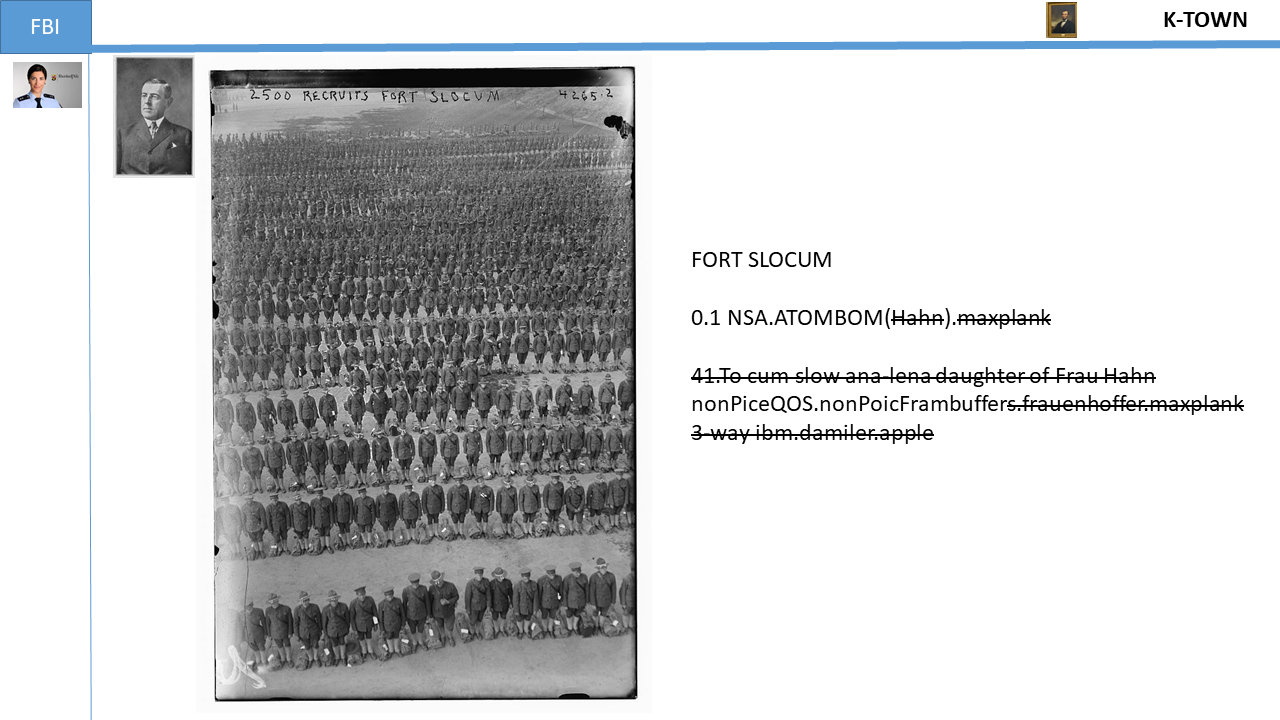 FBI
K-TOWN
2500 RECRUITS FORT SLOCUM 4265-2
FORT SLOCUM
0.1 NSA.ATOMBOM(Hahn).maxplank
41.To cum slow ana-lena daughter of Frau Hahn
nonPiceQOS.nonPoicFrambuffers.frauenhoffer.maxplank
3-way ibm.damiler.apple